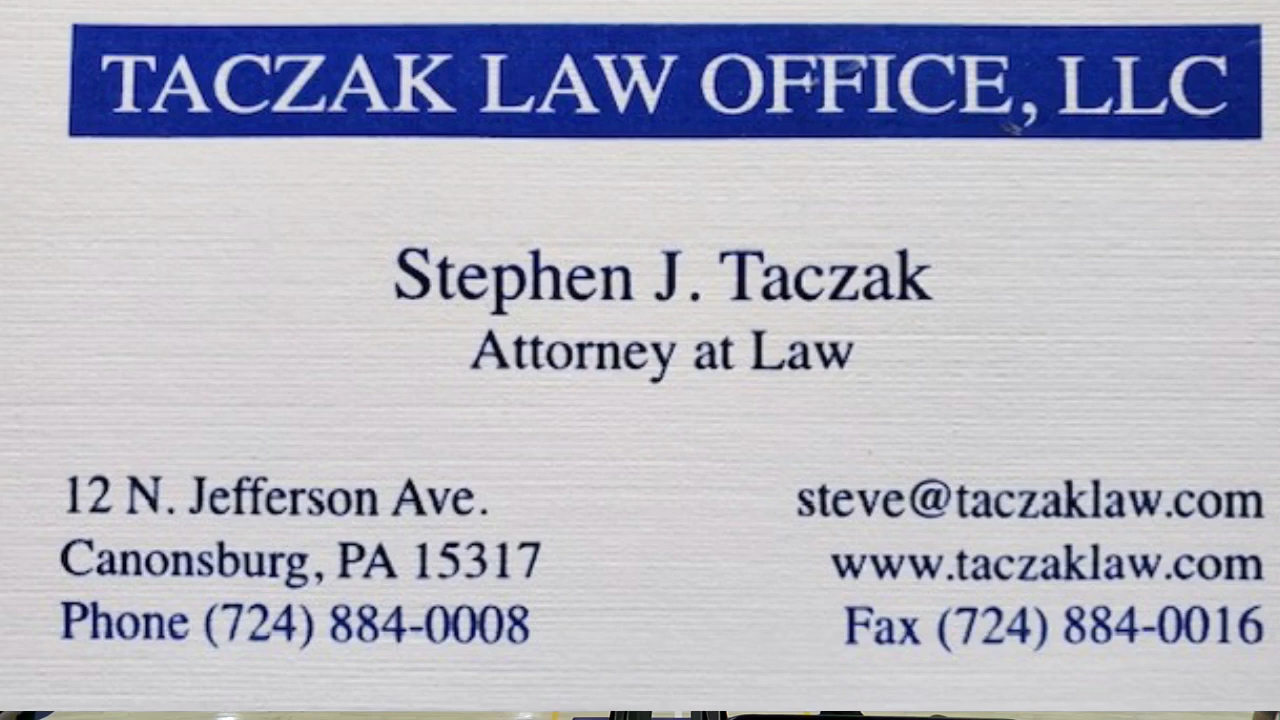 TACZAK LAW OFFICE, LLC
Stephen J. Taczak
Attorney at Law
12 N. Jefferson Ave.
Canonsburg, PA 15317
Phone (724) 884-0008
steve@taczaklaw.com
www.taczaklaw.com
Fax (724) 884-0016